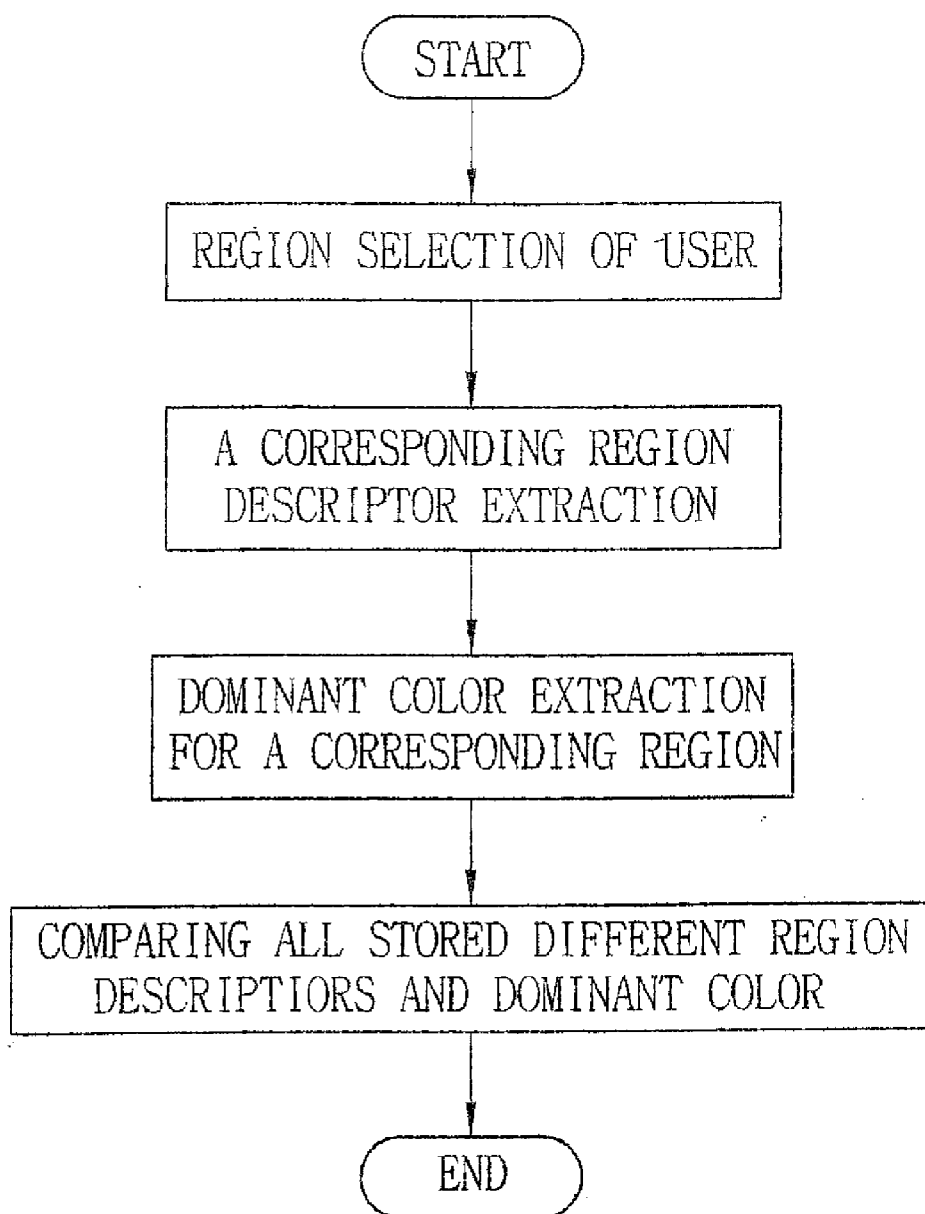 START
REGION SELECTION OF USER
A CORRESPONDING REGION
DESCRIPTOR EXTRACTION
DOMINANT COLOR EXTRACTION
FOR A CORRESPONDING REGION
COMPARING ALL STORED DIFFERENT REGION
DESCRIPTIORS AND DOMINANT COLOR
END